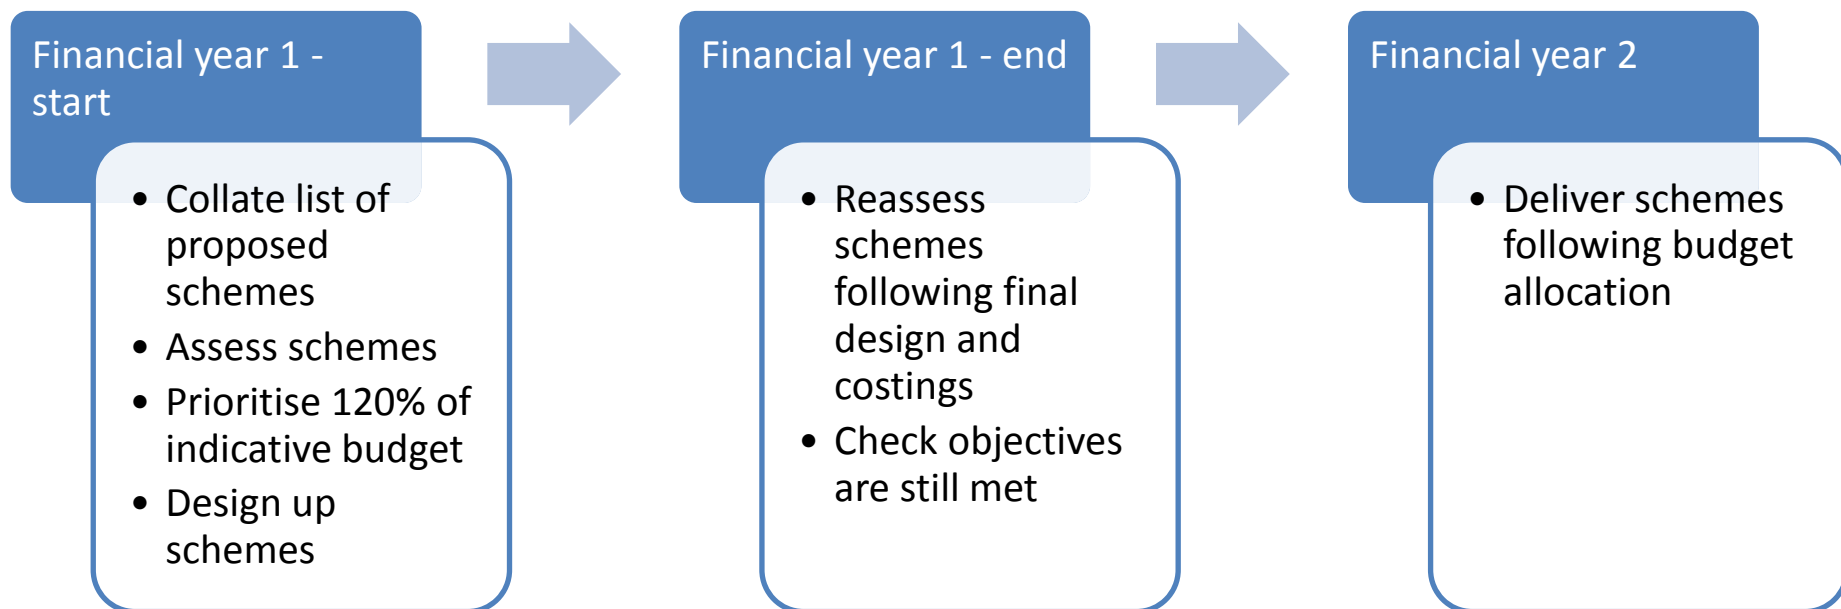 Financial year 1 -
start
• Collate list of
proposed
schemes
• Assess schemes
• Prioritise 120% of
indicative budget
• Design up
schemes
Financial year 1 - end
• Reassess
schemes
following final
design and
costings
• Check objectives
are still met
Financial year 2
• Deliver schemes
following budget
allocation